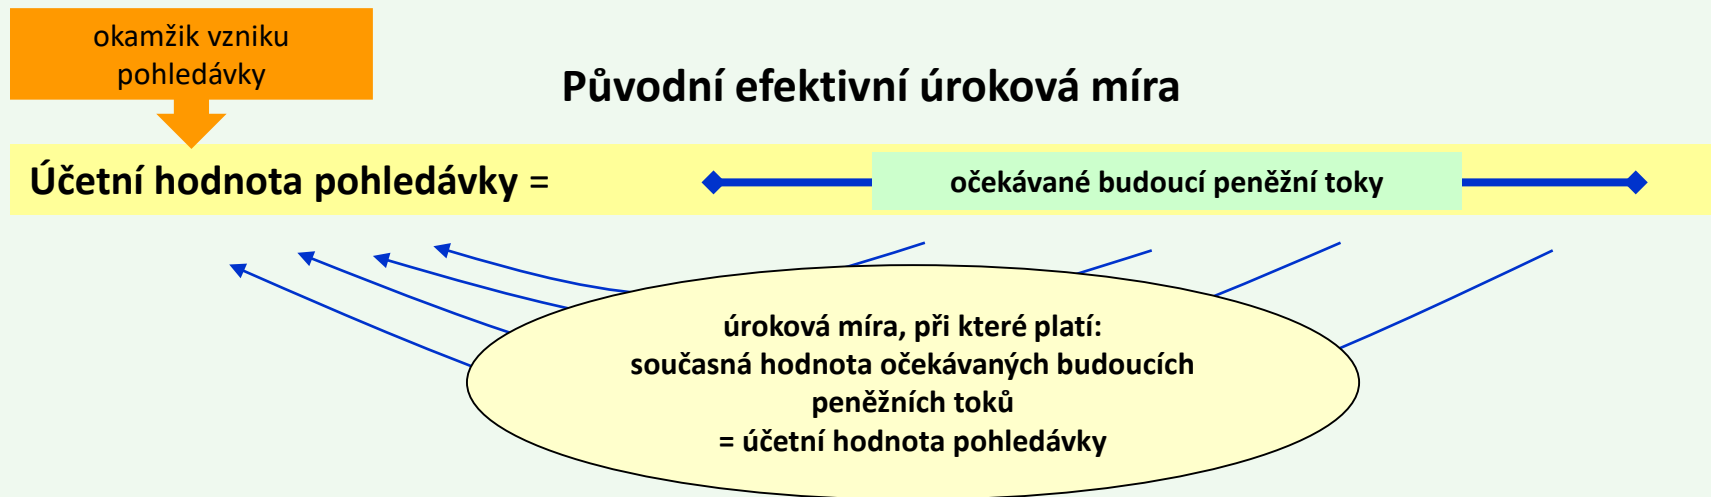 okamžik vzniku
pohledávky
Původní efektivní úroková míra
Účetní hodnota pohledávky =
očekávané budoucí peněžní toky
úroková míra, při které platí:
současná hodnota očekávaných budoucích
peněžních toků
= účetní hodnota pohledávky